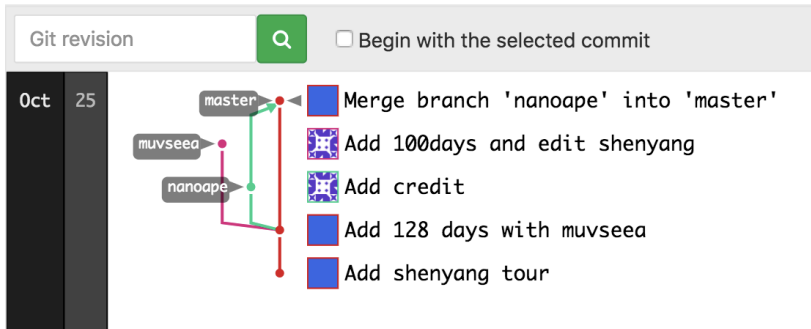 Git revision
Begin with the selected commit
Oct 25 master Merge branch 'nanoape' into 'master'
muvseea Add 100days and edit shenyang
nanoape Add credit
Add 128 days with muvseea
Add shenyang tour